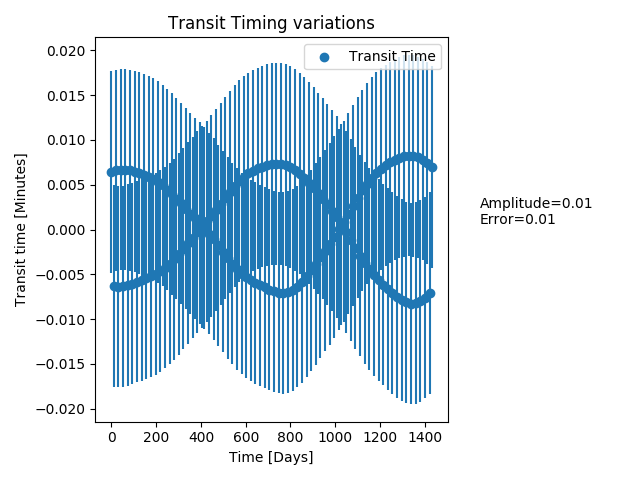 Transit Timing variations
Transit Time
0.020
0.015
0.010
0.005
0.000
−0.005
−0.010
−0.015
−0.020
Transit time [Minutes]
Amplitude=0.01
Error=0.01
0 200 400 600 800 1000 1200 1400
Time [Days]